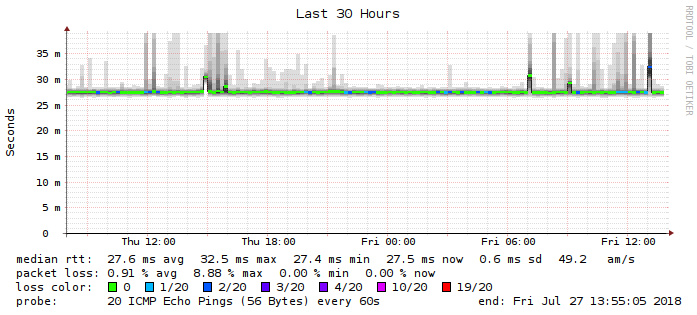 Last 30 Hours
RRDTOOL / TOBI OETIKER
Seconds
35 m
30 m
25 m
20 m
15 m
10 m
5 m
0
Thu 12:00 Thu 18:00 Fri 00:00 Fri 06:00 Fri 12:00
median rtt: 27.6 ms avg 32.5 ms max 27.4 ms min 27.5 ms now 0.6 ms sd 49.2 am/s
packet loss: 0.91 % avg 8.88 % max 0.00 % min 0.00 % now
loss color: 0 1/20 2/20 3/20 4/20 10/20 19/20
probe: 20 ICMP Echo Pings (56 Bytes) every 60s end: Fri Jul 27 13:55:05 2018